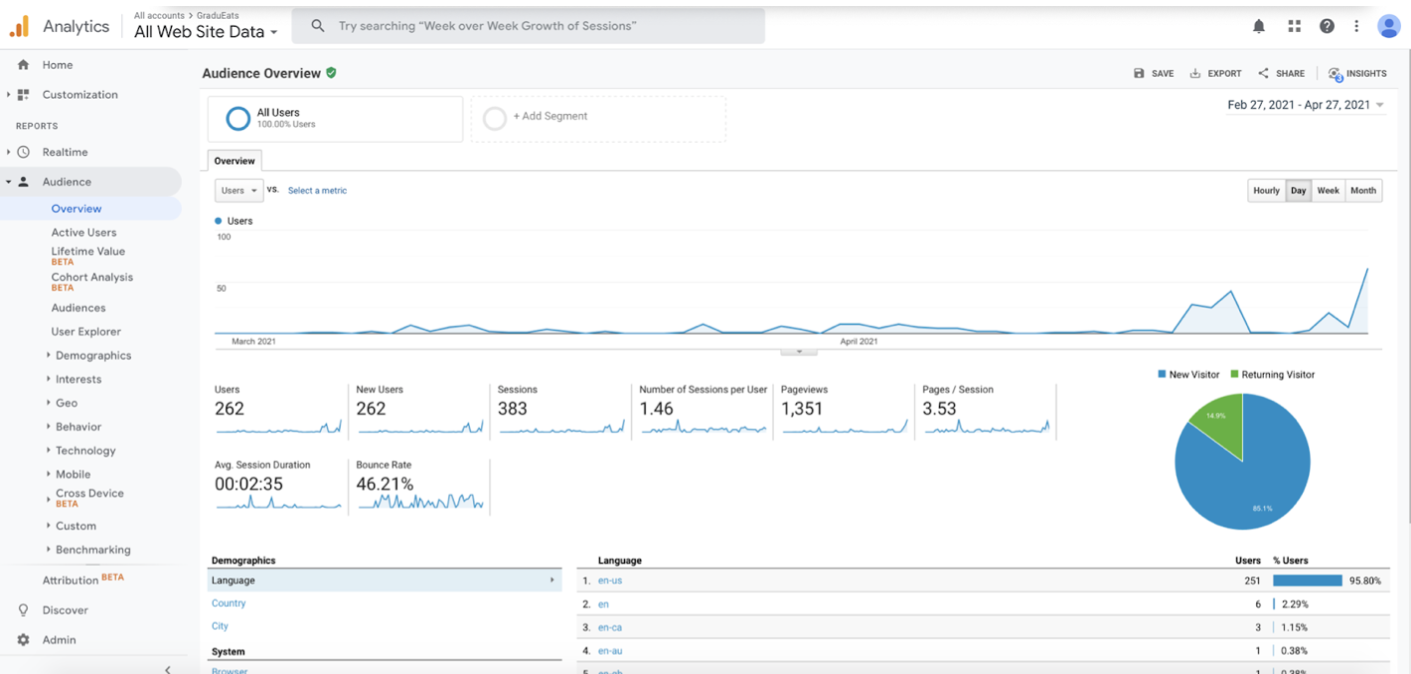 All accounts > GraduEats
Analytics
All Web Site Data
Try searching "Week over Week Growth of Sessions"
Home
Customization
REPORTS
Realtime
Audience
Overview
Active Users
Lifetime Value
BETA
Cohort Analysis
BETA
Audiences
User Explorer
Demographics
Interests
Geo
Behavior
Technology
Mobile
Cross Device
BETA
Custom
Benchmarking
Attribution BETA
Discover
Admin
Audience Overview
SAVE EXPORT SHARE INSIGHTS
All Users
100.00% Users
+ Add Segment
Feb 27, 2021 - Apr 27, 2021
Overview
Users VS. Select a metric
Hourly Day Week Month
Users
100
50
March 2021 April 2021
New Visitor Returning Visitor
14.9%
85.1%
Users New Users Sessions Number of Sessions per User Pageviews Pages / Session
262 262 383 1.46 1,351 3.53
Avg. Session Duration Bounce Rate
00:02:35 46.21%
Demographics
Language
Country
City
System
Browser
Language Users % Users
1. en-us 251 95.80%
2. en 6 2.29%
3. en-ca 3 1.15%
4. en-au 1 0.38%
5. en-gb 1 0.38%